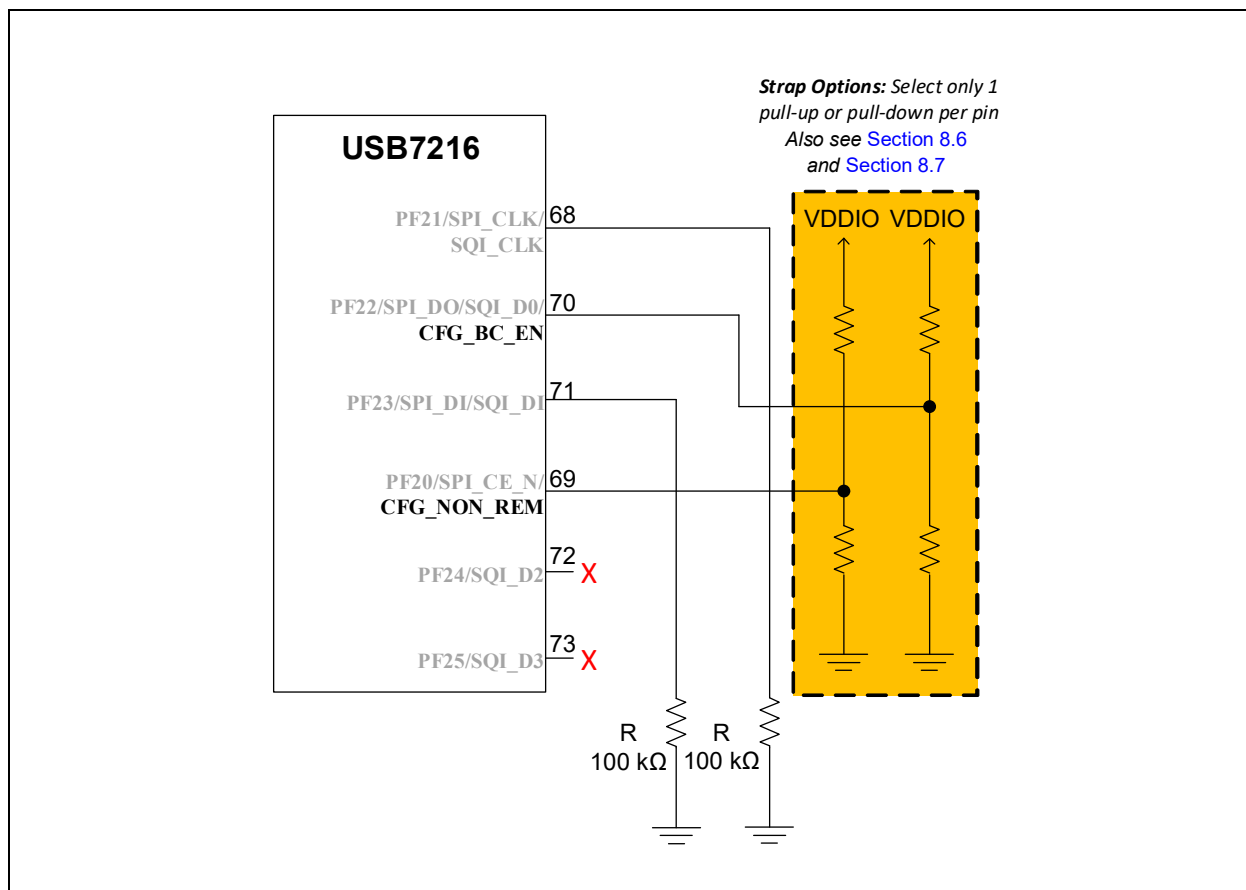 Strap Options: Select only 1
pull-up or pull-down per pin
Also see Section 8.6
and Section 8.7
USB7216
VDDIO VDDIO
PF21/SPI_CLK/
SQI_CLK
68
PF22/SPI_DO/SQI_D0/
CFG_BC_EN
70
PF23/SPI_DI/SQI_DI
71
PF20/SPI_CE_N/
CFG_NON_REM
69
PF24/SQI_D2
72
X
PF25/SQI_D3
73
X
R
100 kΩ
R
100 kΩ